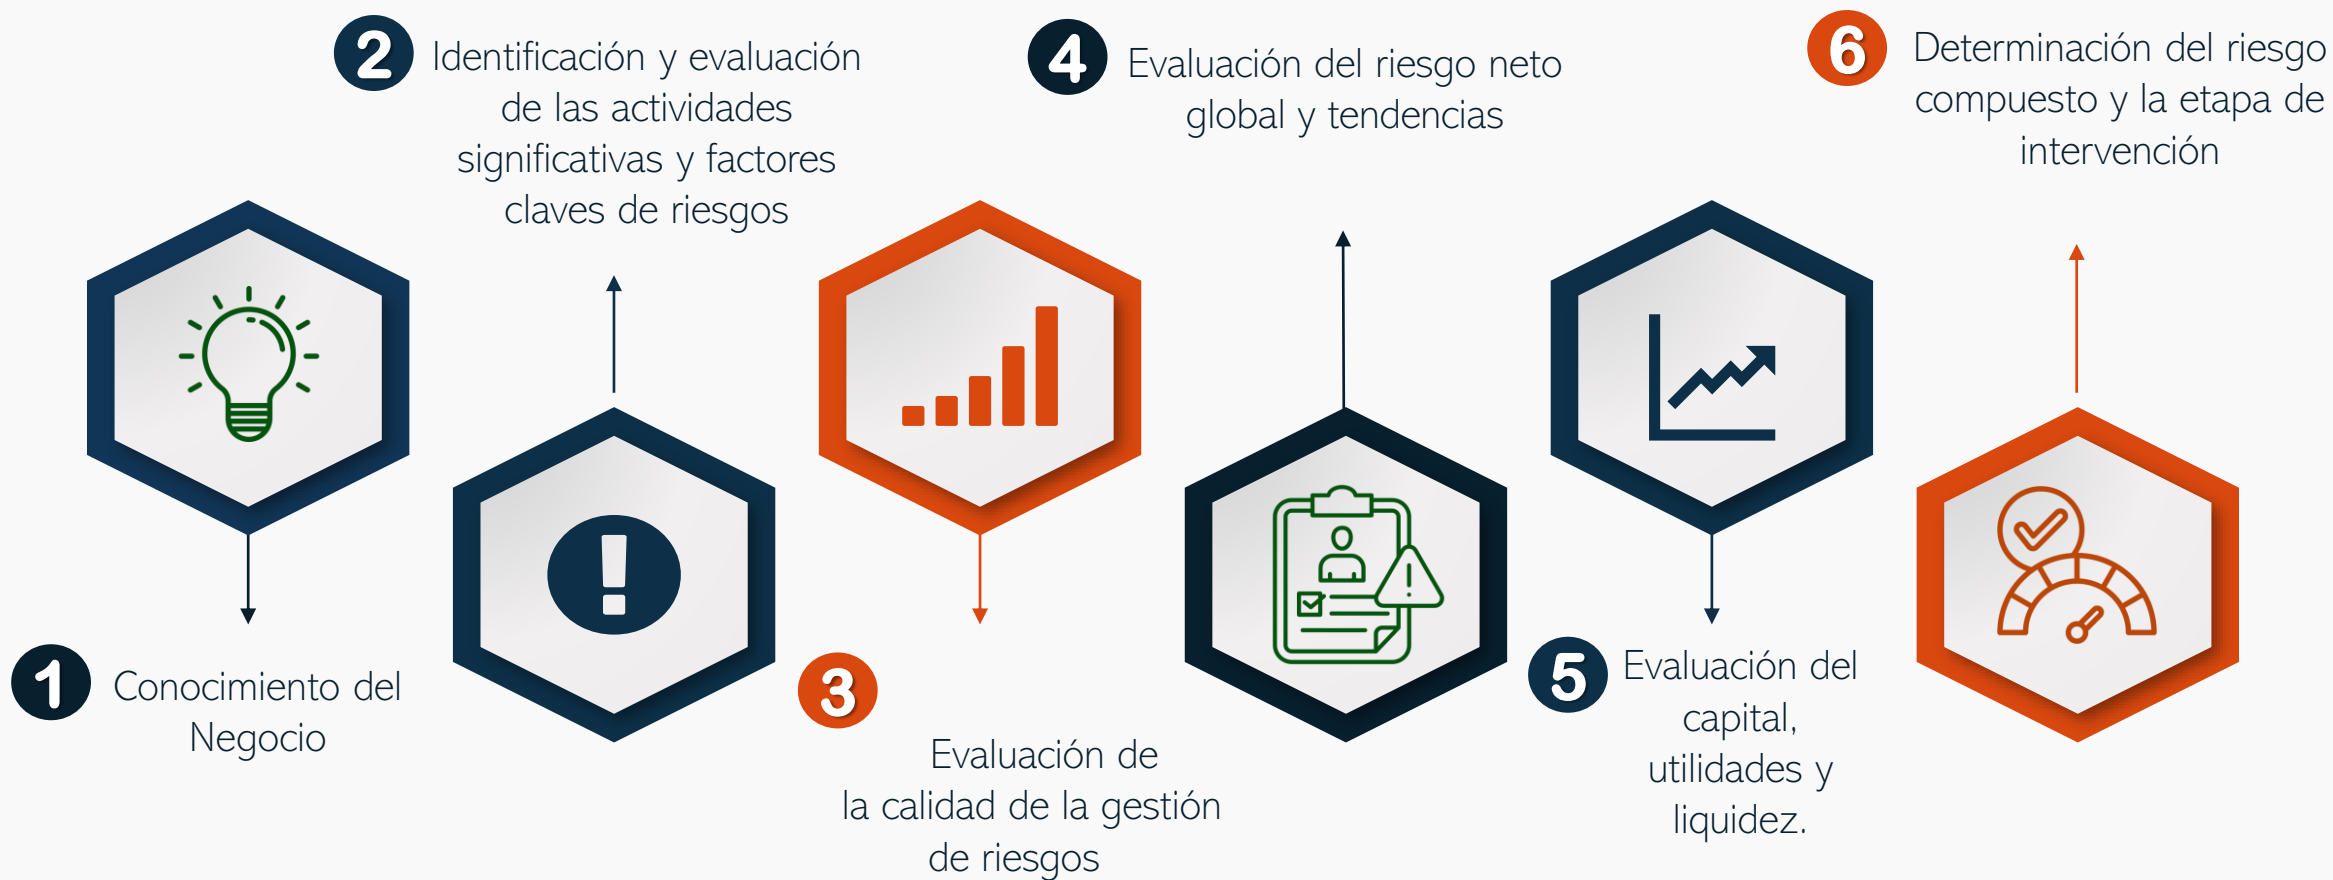 1
Conocimiento del
Negocio
2
Identificación y evaluación
de las actividades
significativas y factores
claves de riesgos
3
Evaluación de
la calidad de la gestión
de riesgos
4
Evaluación del riesgo neto
global y tendencias
5
Evaluación del
capital,
utilidades y
liquidez.
6
Determinación del riesgo
compuesto y la etapa de
intervención